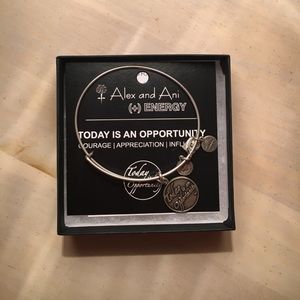 Alex and Ani
(+) ENERGY
TODAY IS AN OPPORTUNITY
COURAGE | APPRECIATION | INFLU
Today
Opportunity